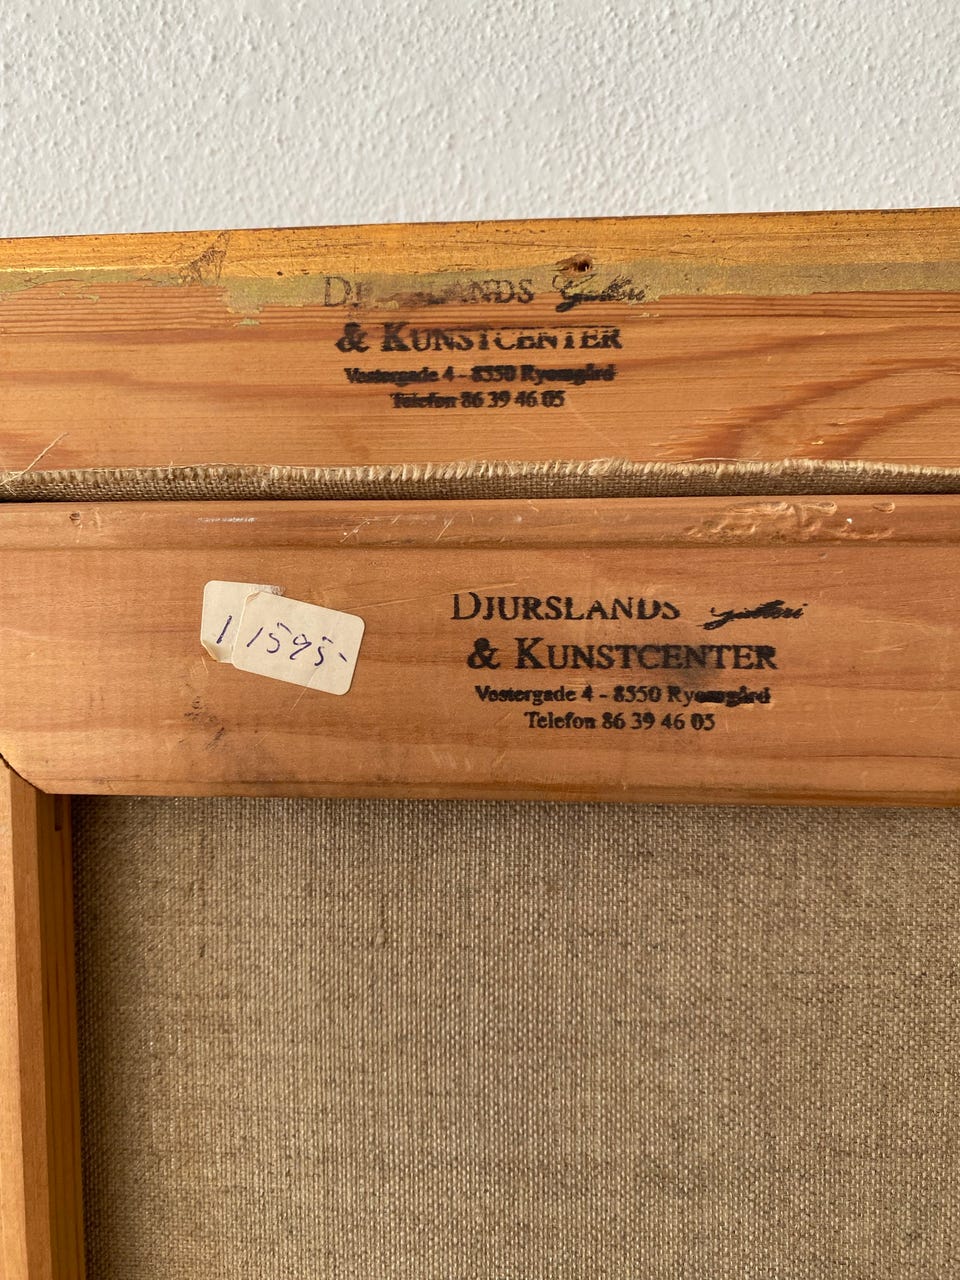 DJURSLANDS Galleri
& KUNSTCENTER
Vestergade 4 - 8550 Ryomgård
Telefon 86 39 46 05
1
1595-
DJURSLANDS Galleri
& KUNSTCENTER
Vestergade 4 - 8550 Ryomgård
Telefon 86 39 46 05